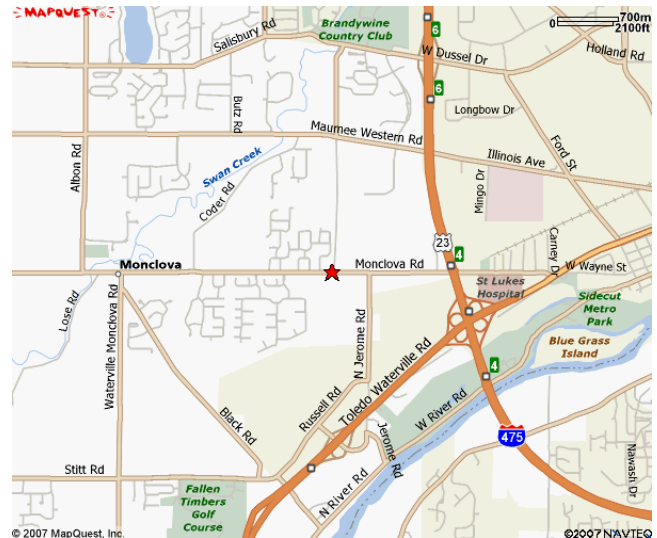 MAPQUEST
Brandywine
Country Club
6
700m
2100ft
0
Salisbury Rd
W Dussel Dr
Holland Rd
6
Butz Rd
Longbow Dr
Maumee Western Rd
Ford St
Albon Rd
Swan Creek
Illinois Ave
Coder Rd
Mingo Dr
Carney Dr
23
4
Monclova
Monclova Rd
W Wayne St
Lose Rd
Waterville Monclova Rd
St Lukes
Hospital
Sidecut
Metro
Park
N Jerome Rd
Toledo Waterville Rd
Blue Grass
Island
4
Russell Rd
W River Rd
Black Rd
Jerome Rd
475
Stitt Rd
N River Rd
Nawash Dr
Fallen
Timbers
Golf
Course
© 2007 MapQuest, Inc.
©2007 NAVTEQ